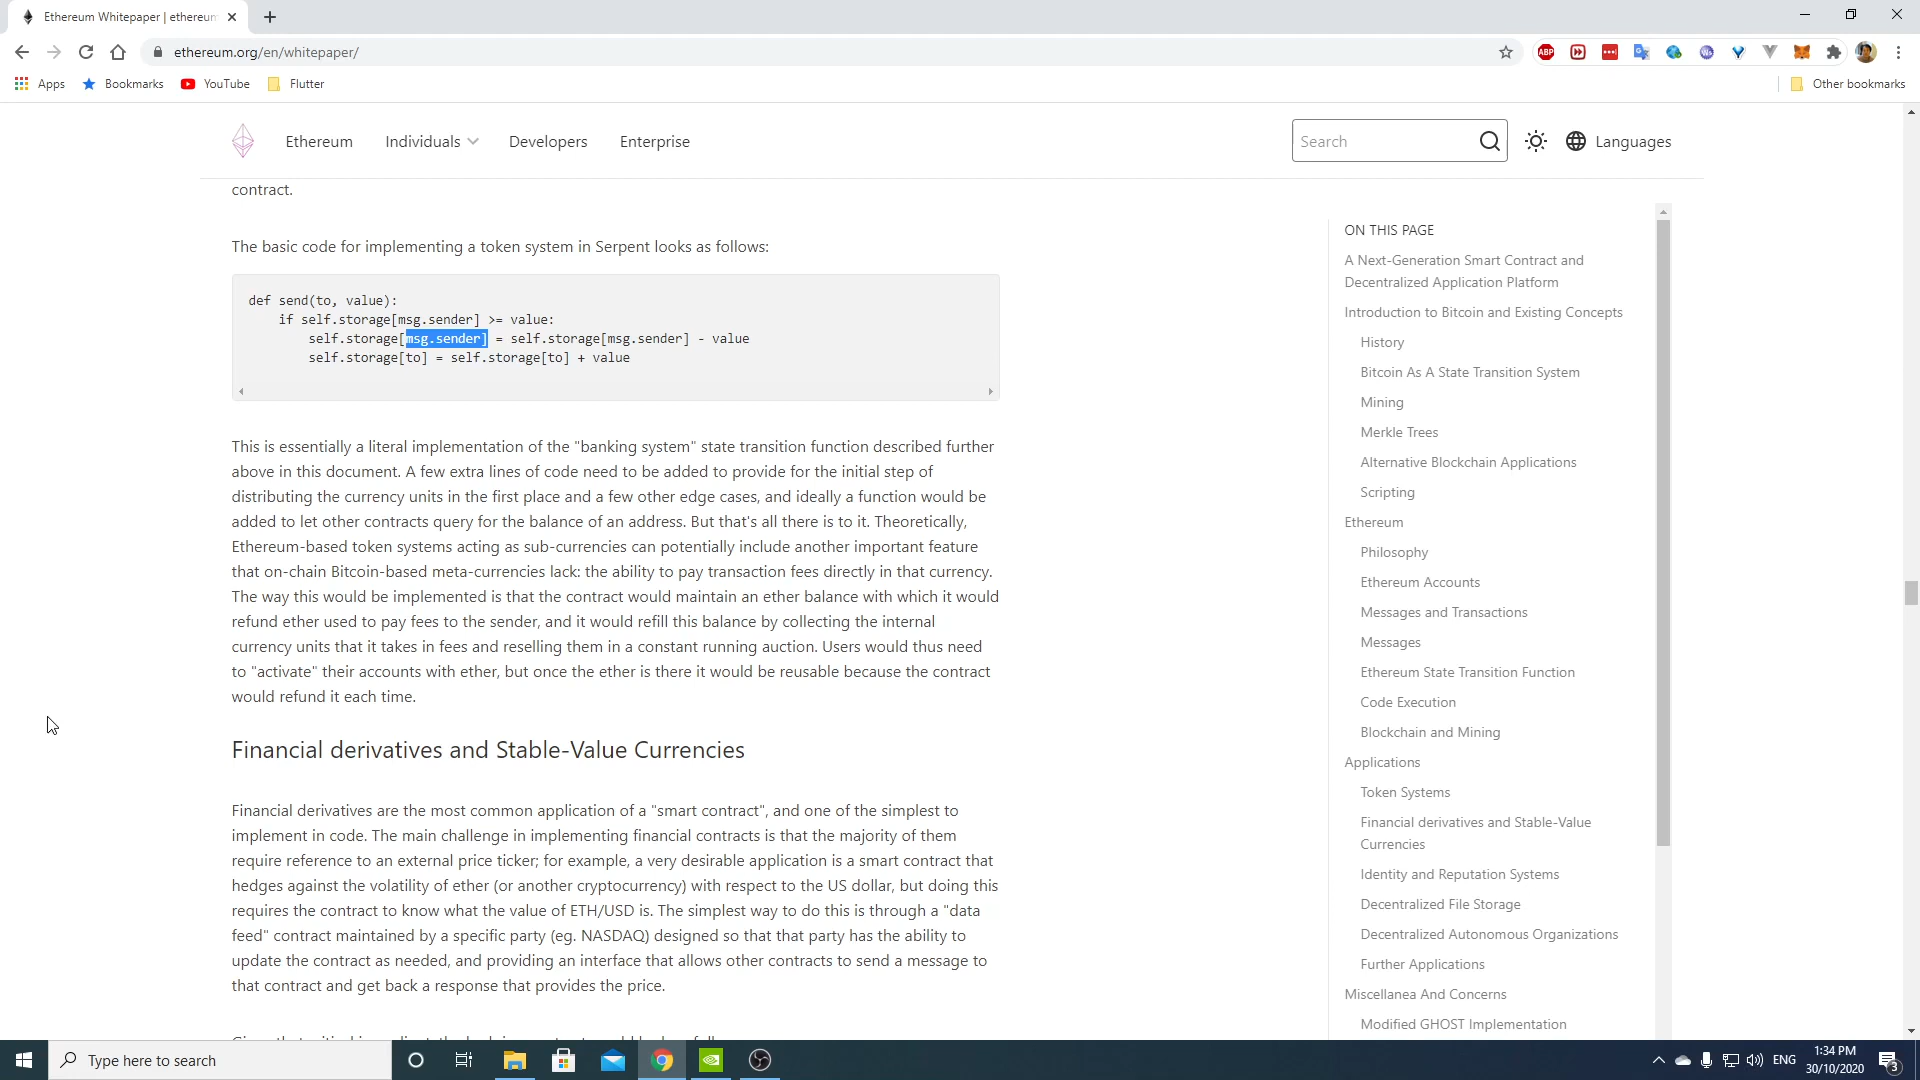 Ethereum Whitepaper | ethereum
ethereum.org/en/whitepaper/
ABP
Apps
Bookmarks
YouTube
Flutter
Other bookmarks
Ethereum
Individuals
Developers
Enterprise
Search
Languages
contract.
The basic code for implementing a token system in Serpent looks as follows:
def send(to, value):
    if self.storage[msg.sender] >= value:
        self.storage[msg.sender] = self.storage[msg.sender] - value
        self.storage[to] = self.storage[to] + value
This is essentially a literal implementation of the "banking system" state transition function described further
above in this document. A few extra lines of code need to be added to provide for the initial step of
distributing the currency units in the first place and a few other edge cases, and ideally a function would be
added to let other contracts query for the balance of an address. But that's all there is to it. Theoretically,
Ethereum-based token systems acting as sub-currencies can potentially include another important feature
that on-chain Bitcoin-based meta-currencies lack: the ability to pay transaction fees directly in that currency.
The way this would be implemented is that the contract would maintain an ether balance with which it would
refund ether used to pay fees to the sender, and it would refill this balance by collecting the internal
currency units that it takes in fees and reselling them in a constant running auction. Users would thus need
to "activate" their accounts with ether, but once the ether is there it would be reusable because the contract
would refund it each time.
Financial derivatives and Stable-Value Currencies
Financial derivatives are the most common application of a "smart contract", and one of the simplest to
implement in code. The main challenge in implementing financial contracts is that the majority of them
require reference to an external price ticker; for example, a very desirable application is a smart contract that
hedges against the volatility of ether (or another cryptocurrency) with respect to the US dollar, but doing this
requires the contract to know what the value of ETH/USD is. The simplest way to do this is through a "data
feed" contract maintained by a specific party (eg. NASDAQ) designed so that that party has the ability to
update the contract as needed, and providing an interface that allows other contracts to send a message to
that contract and get back a response that provides the price.
ON THIS PAGE
A Next-Generation Smart Contract and
Decentralized Application Platform
Introduction to Bitcoin and Existing Concepts
History
Bitcoin As A State Transition System
Mining
Merkle Trees
Alternative Blockchain Applications
Scripting
Ethereum
Philosophy
Ethereum Accounts
Messages and Transactions
Messages
Ethereum State Transition Function
Code Execution
Blockchain and Mining
Applications
Token Systems
Financial derivatives and Stable-Value
Currencies
Identity and Reputation Systems
Decentralized File Storage
Decentralized Autonomous Organizations
Further Applications
Miscellanea And Concerns
Modified GHOST Implementation
Type here to search
ENG
1:34 PM
30/10/2020
3